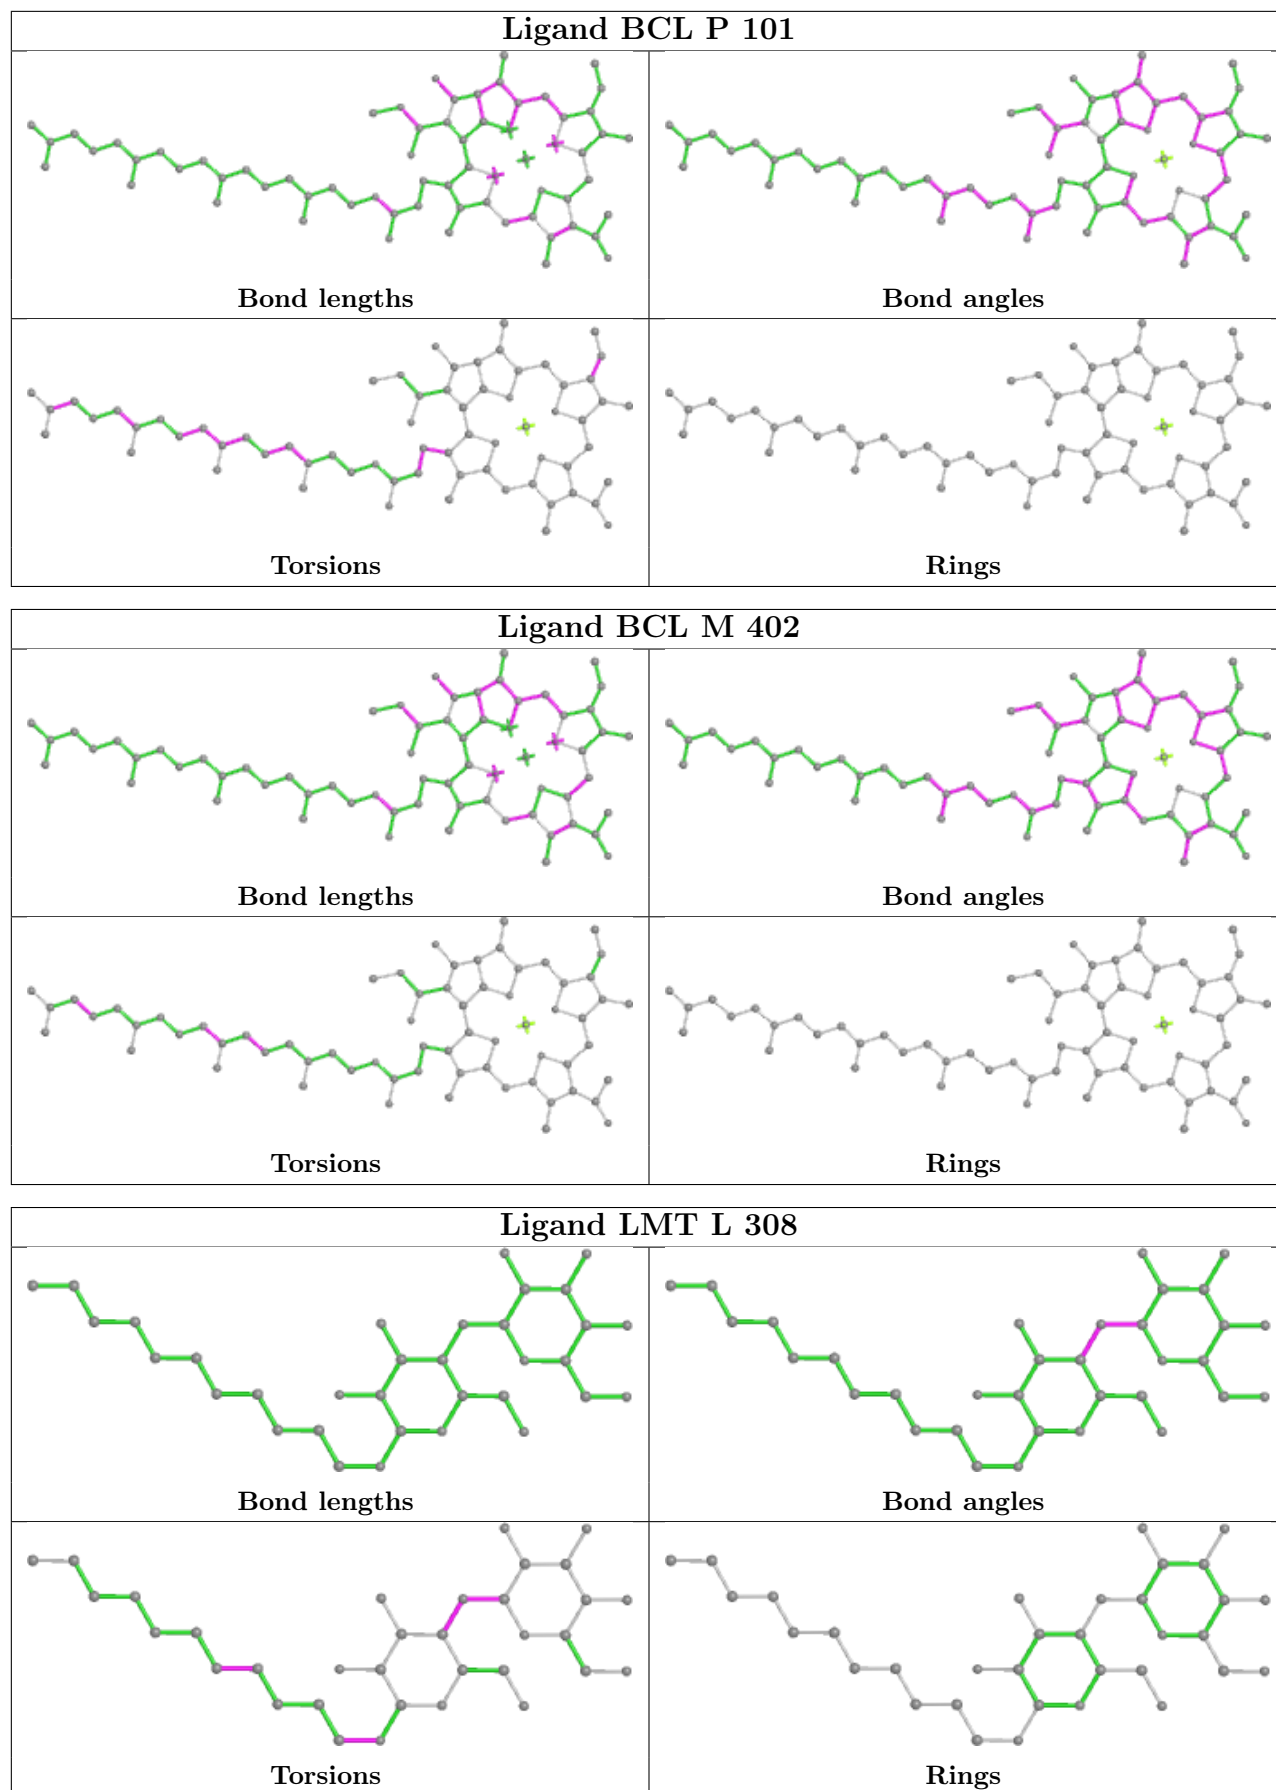 Ligand BCL P 101
Bond lengths
Bond angles
Torsions
Rings
Ligand BCL M 402
Bond lengths
Bond angles
Torsions
Rings
Ligand LMT L 308
Bond lengths
Bond angles
Torsions
Rings